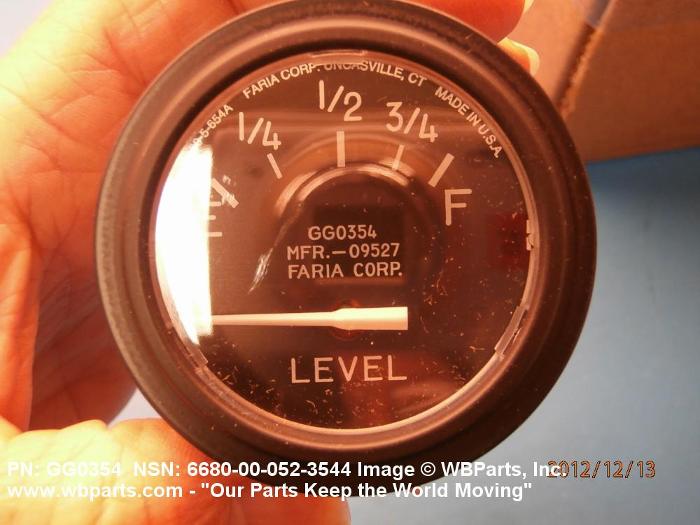 FARIA CORP. UNCASVILLE, CT MADE IN U.S.A.
1/4 1/2 3/4
E F
GG0354
MFR.-09527
FARIA CORP.
LEVEL
PN: GG0354 NSN: 6680-00-052-3544 Image © WBParts, Inc.
2012/12/13
www.wbparts.com - "Our Parts Keep the World Moving"